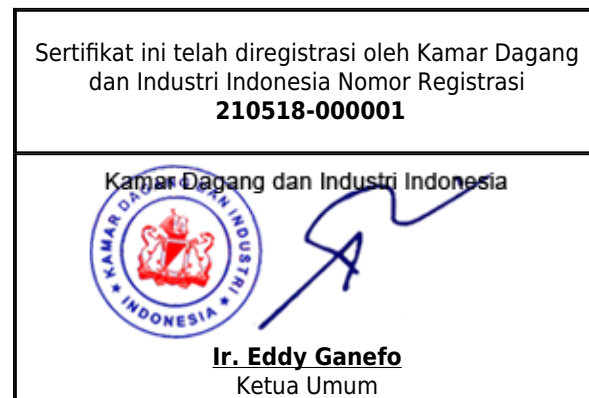 Sertifikat ini telah diregistrasi oleh Kamar Dagang
dan Industri Indonesia Nomor Registrasi
210518-000001
Kamar Dagang dan Industri Indonesia
KAMAR DAGANG DAN INDUSTRI
INDONESIA
Ir. Eddy Ganefo
Ketua Umum